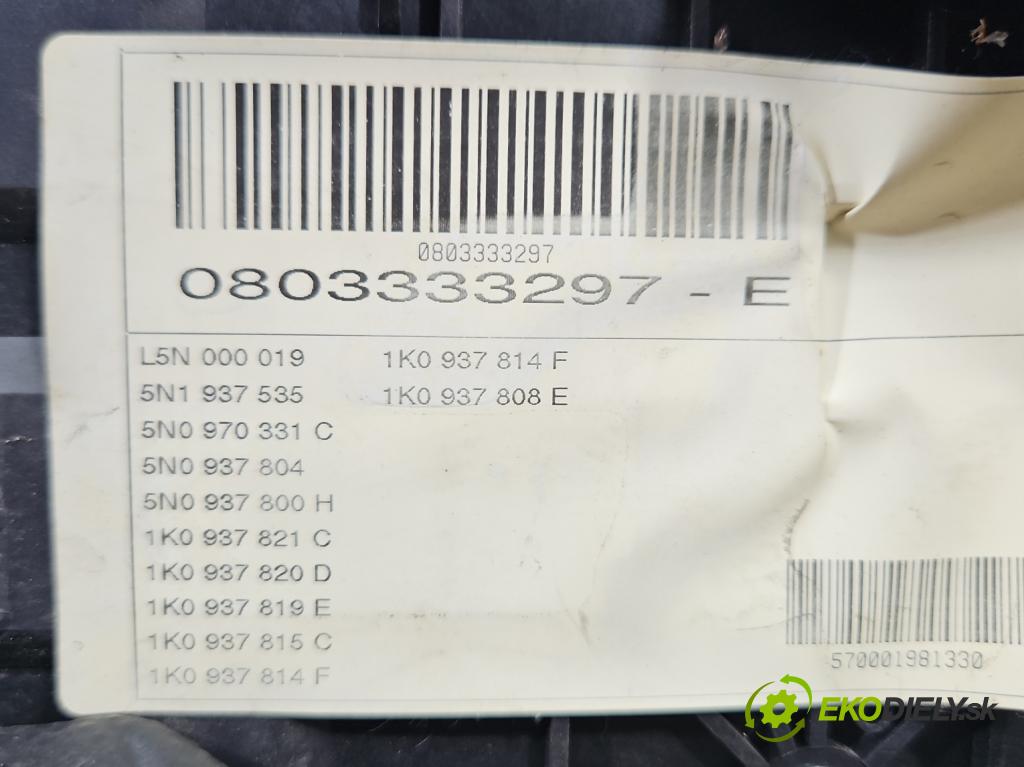 0803333297
0803333297 - E
L5N 000 019
5N1 937 535
5N0 970 331 C
5N0 937 804
5N0 937 800 H
1K0 937 821 C
1K0 937 820 D
1K0 937 819 E
1K0 937 815 C
1K0 937 814 F
1K0 937 814 F
1K0 937 808 E
570001981330
EKODIELY.sk